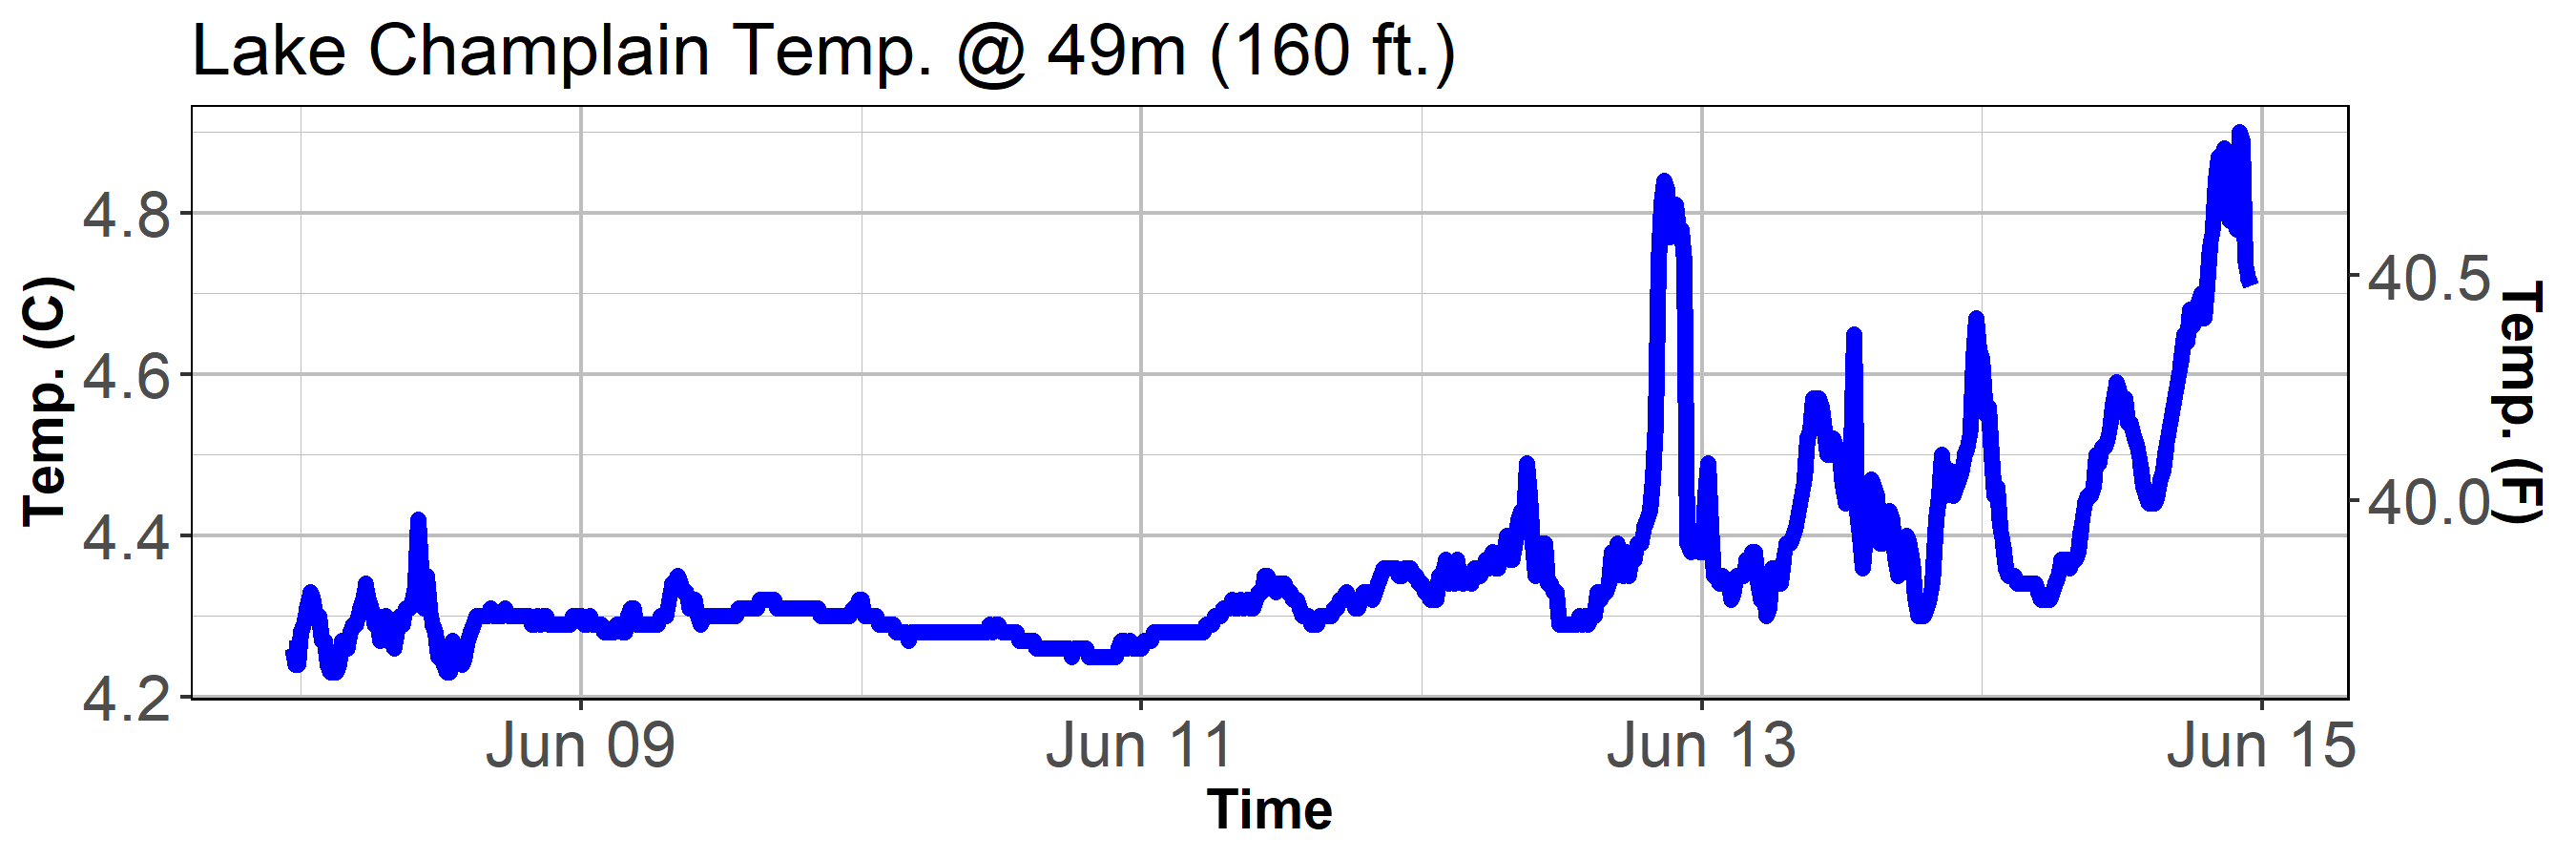 Lake Champlain Temp. @ 49m (160 ft.)
Temp. (C)
4.8
4.6
4.4
4.2
40.5
40.0
Temp. (F)
Jun 09 Jun 11 Jun 13 Jun 15
Time